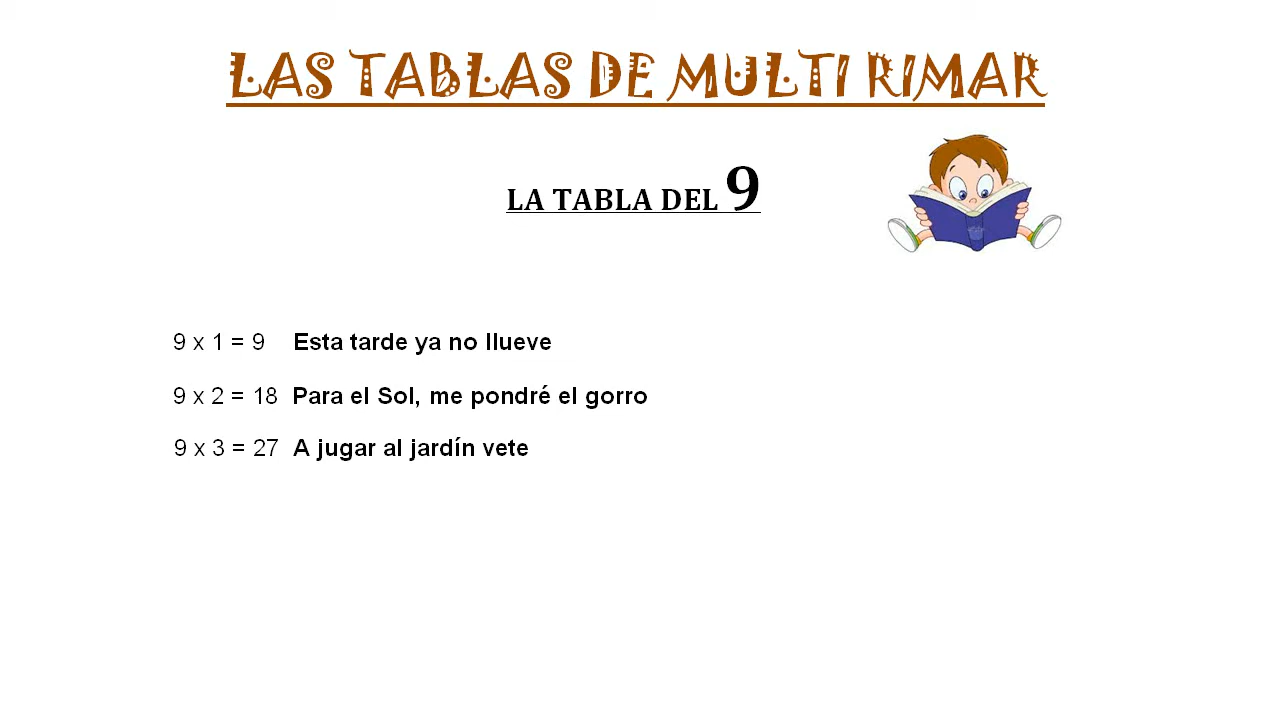 LAS TABLAS DE MULTI RIMAR
LA TABLA DEL 9
9 x 1 = 9 Esta tarde ya no llueve
9 x 2 = 18 Para el Sol, me pondré el gorro
9 x 3 = 27 A jugar al jardín vete